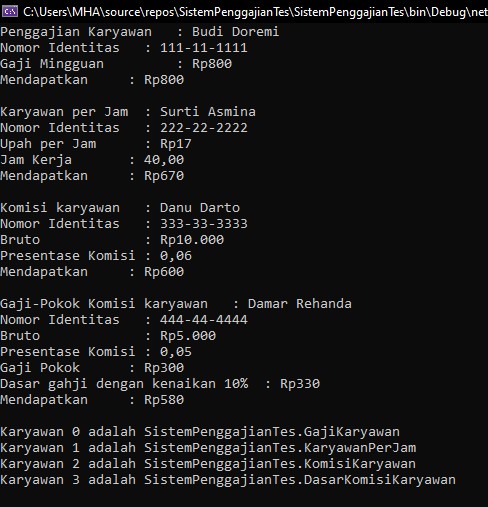 C:\Users\MHA\source\repos\SistemPenggajianTes\SistemPenggajianTes\bin\Debug\net
Penggajian Karyawan : Budi Doremi
Nomor Identitas : 111-11-1111
Gaji Mingguan : Rp800
Mendapatkan : Rp800
Karyawan per Jam : Surti Asmina
Nomor Identitas : 222-22-2222
Upah per Jam : Rp17
Jam Kerja : 40,00
Mendapatkan : Rp670
Komisi karyawan : Danu Darto
Nomor Identitas : 333-33-3333
Bruto : Rp10.000
Presentase Komisi : 0,06
Mendapatkan : Rp600
Gaji-Pokok Komisi karyawan : Damar Rehanda
Nomor Identitas : 444-44-4444
Bruto : Rp5.000
Presentase Komisi : 0,05
Gaji Pokok : Rp300
Dasar gahji dengan kenaikan 10% : Rp330
Mendapatkan : Rp580
Karyawan 0 adalah SistemPenggajianTes.GajiKaryawan
Karyawan 1 adalah SistemPenggajianTes.KaryawanPerJam
Karyawan 2 adalah SistemPenggajianTes.KomisiKaryawan
Karyawan 3 adalah SistemPenggajianTes.DasarKomisiKaryawan